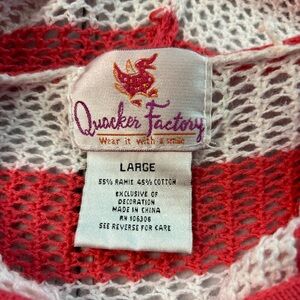 Quacker Factory
Wear it with a smile
LARGE
55% RAMIE 45% COTTON
EXCLUSIVE OF
DECORATION
MADE IN CHINA
RN 106306
SEE REVERSE FOR CARE